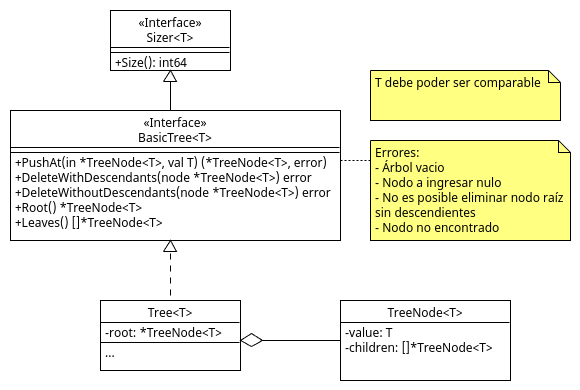 «Interface»
Sizer<T>
+Size(): int64
T debe poder ser comparable
«Interface»
BasicTree<T>
+PushAt(in *TreeNode<T>, val T) (*TreeNode<T>, error)
+DeleteWithDescendants(node *TreeNode<T>) error
+DeleteWithoutDescendants(node *TreeNode<T>) error
+Root() *TreeNode<T>
+Leaves() []*TreeNode<T>
Errores:
- Árbol vacio
- Nodo a ingresar nulo
- No es posible eliminar nodo raíz
sin descendientes
- Nodo no encontrado
Tree<T>
-root: *TreeNode<T>
...
TreeNode<T>
-value: T
-children: []*TreeNode<T>